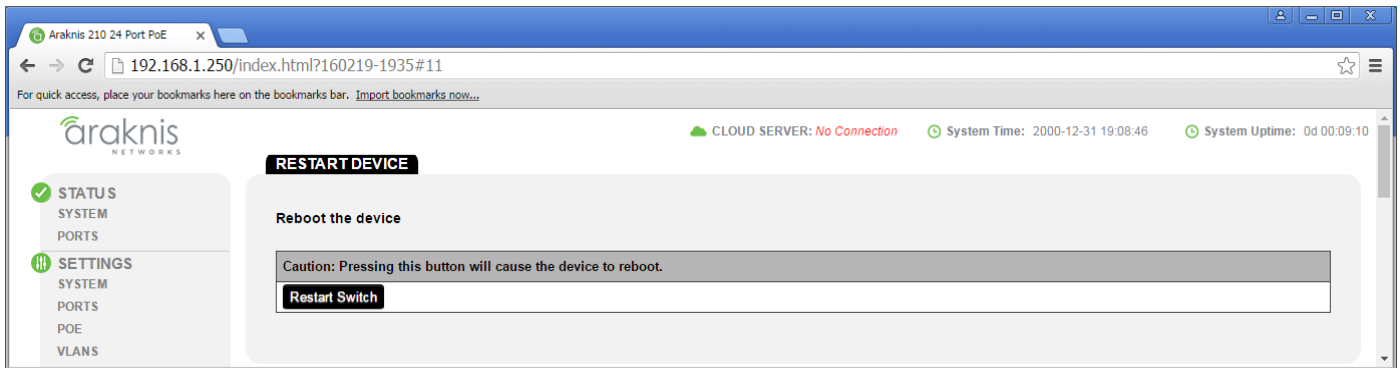 Araknis 210 24 Port PoE
192.168.1.250/index.html?160219-1935#11
For quick access, place your bookmarks here on the bookmarks bar. Import bookmarks now...
araknis
NETWORKS
CLOUD SERVER: No Connection System Time: 2000-12-31 19:08:46 System Uptime: 0d 00:09:10
RESTART DEVICE
STATUS
SYSTEM
PORTS
SETTINGS
SYSTEM
PORTS
POE
VLANS
Reboot the device
Caution: Pressing this button will cause the device to reboot.
Restart Switch